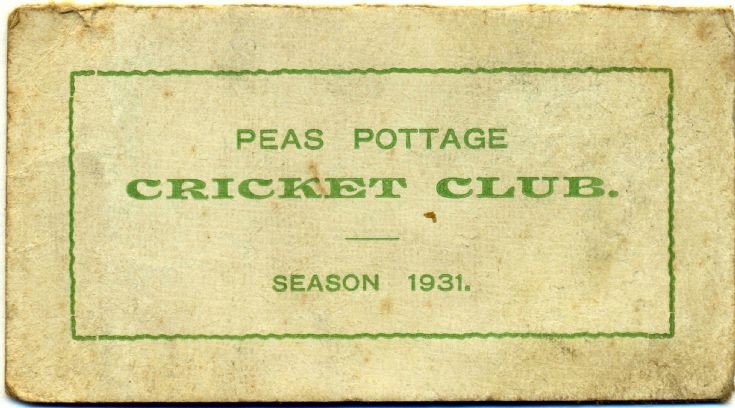 PEAS POTTAGE
CRICKET CLUB.
SEASON 1931.